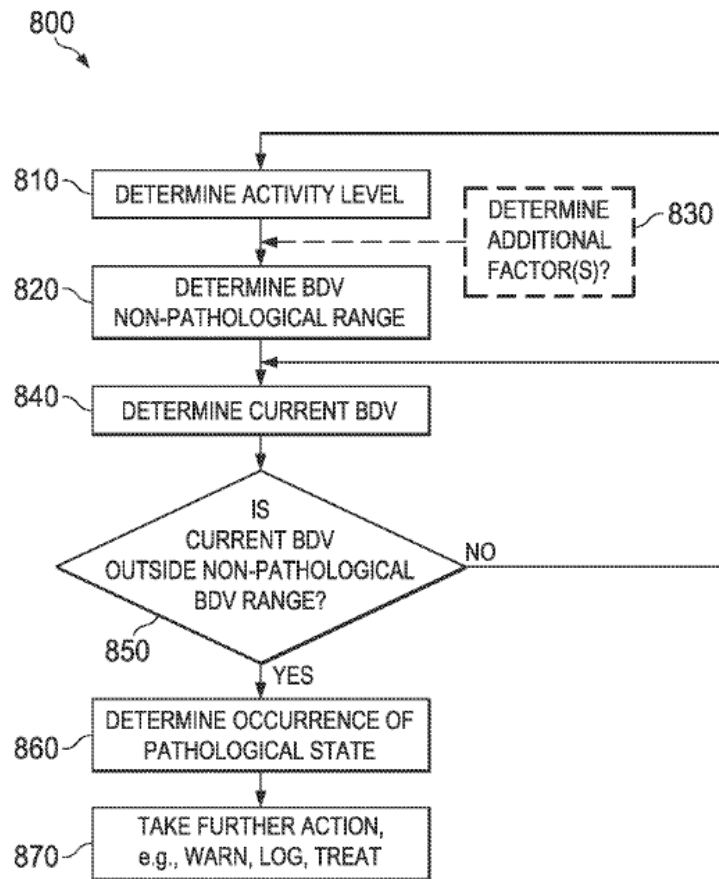 800
810
DETERMINE ACTIVITY LEVEL
DETERMINE
ADDITIONAL
FACTOR(S)?
830
820
DETERMINE BDV
NON-PATHOLOGICAL RANGE
840
DETERMINE CURRENT BDV
IS
CURRENT BDV
OUTSIDE NON-PATHOLOGICAL
BDV RANGE?
NO
850
YES
860
DETERMINE OCCURRENCE OF
PATHOLOGICAL STATE
870
TAKE FURTHER ACTION,
e.g., WARN, LOG, TREAT